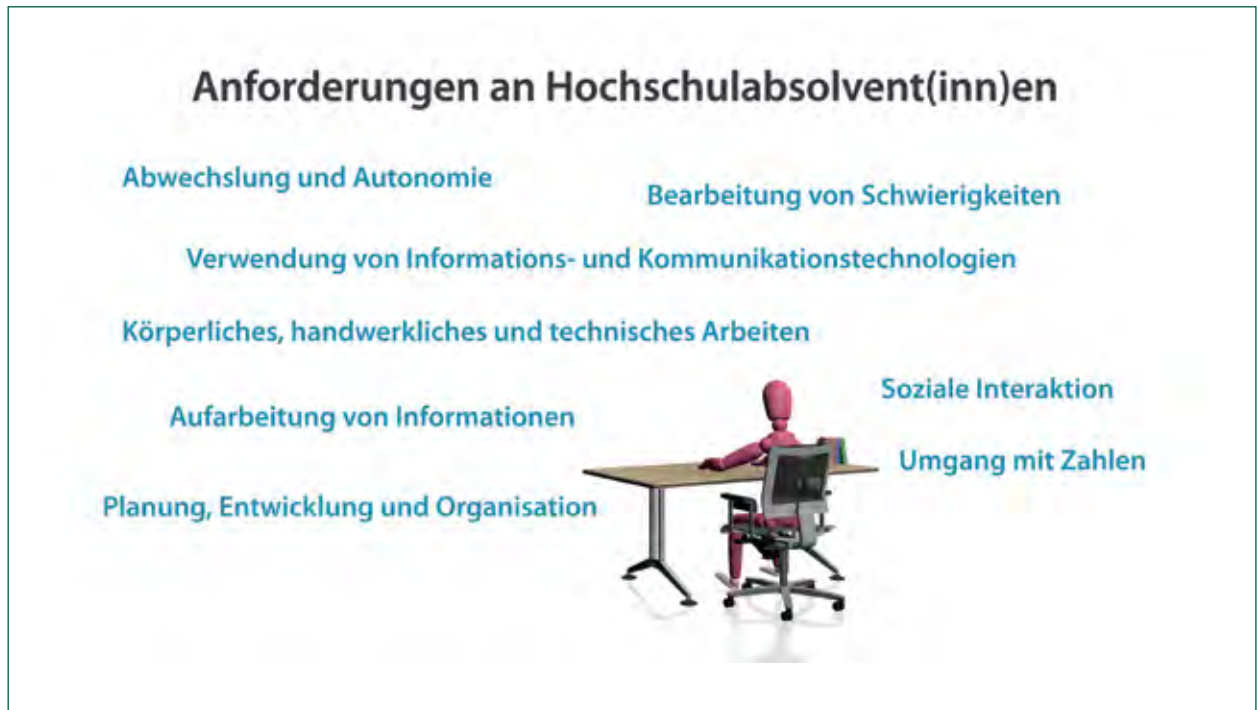 Anforderungen an Hochschulabsolvent(inn)en
Abwechslung und Autonomie
Bearbeitung von Schwierigkeiten
Verwendung von Informations- und Kommunikationstechnologien
Körperliches, handwerkliches und technisches Arbeiten
Soziale Interaktion
Aufarbeitung von Informationen
Umgang mit Zahlen
Planung, Entwicklung und Organisation